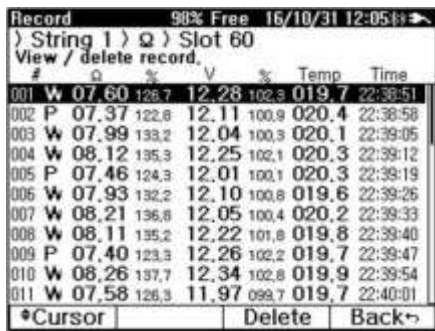 Record 98% Free 16/10/31 12:05
) String 1 ) Ω ) Slot 60
View / delete record.
# Ω % V % Temp Time
001 W 07.60 126.7 12.28 102.3 019.7 22:38:51
002 P 07.37 122.8 12.11 100.9 020.4 22:38:58
003 W 07.99 133.2 12.04 100.3 020.1 22:39:05
004 W 08.12 135.3 12.25 102.1 020.3 22:39:12
005 P 07.46 124.3 12.01 100.1 020.3 22:39:19
006 W 07.93 132.2 12.10 100.8 019.6 22:39:26
007 W 08.21 136.8 12.05 100.4 020.2 22:39:33
008 W 08.11 135.2 12.22 101.8 019.8 22:39:40
009 P 07.40 123.3 12.26 102.2 019.7 22:39:47
010 W 08.26 137.7 12.34 102.8 019.9 22:39:54
011 W 07.58 126.3 11.97 099.7 019.7 22:40:01
Cursor Delete Back